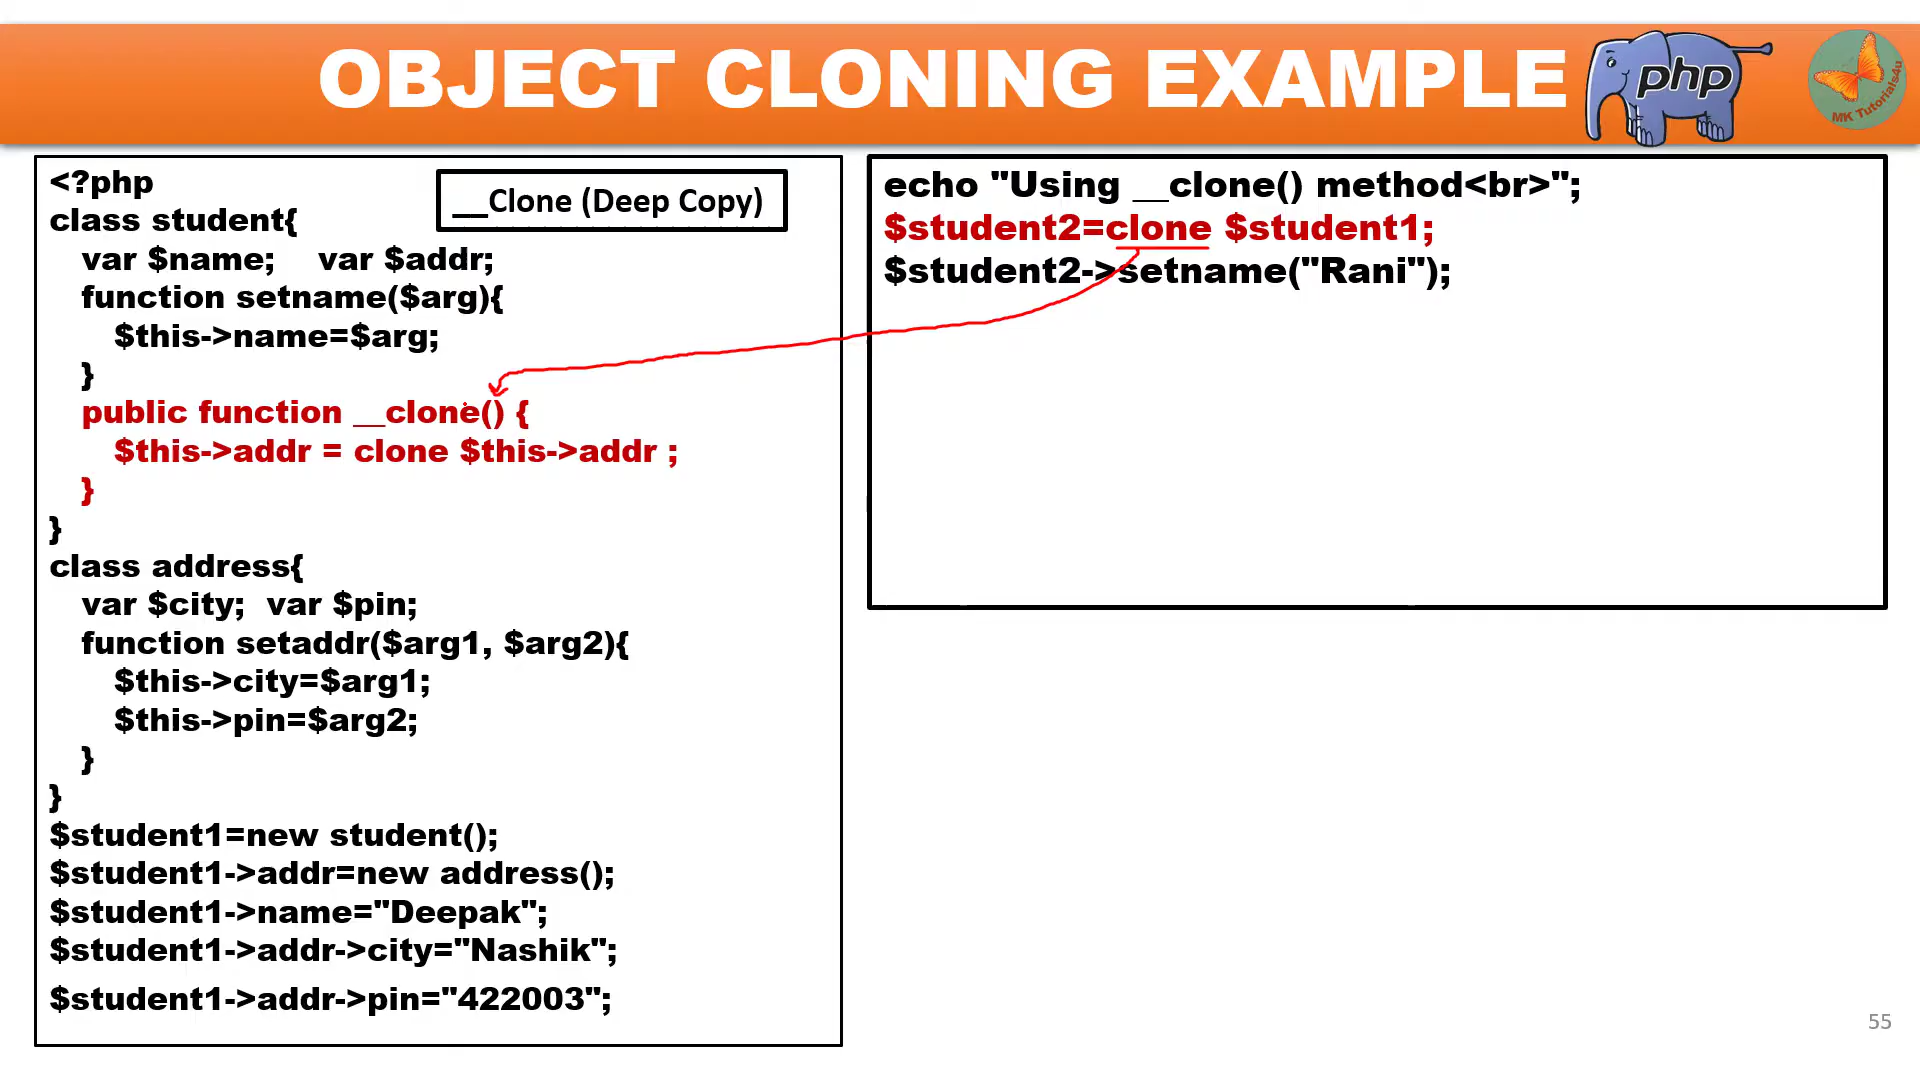 OBJECT CLONING EXAMPLE
php
MK Tutorials4u
<?php
__Clone (Deep Copy)
class student{
var $name; var $addr;
function setname($arg){
$this->name=$arg;
}
public function __clone() {
$this->addr = clone $this->addr ;
}
}
class address{
var $city; var $pin;
function setaddr($arg1, $arg2){
$this->city=$arg1;
$this->pin=$arg2;
}
}
$student1=new student();
$student1->addr=new address();
$student1->name="Deepak";
$student1->addr->city="Nashik";
$student1->addr->pin="422003";
echo "Using __clone() method<br>";
$student2=clone $student1;
$student2->setname("Rani");
55